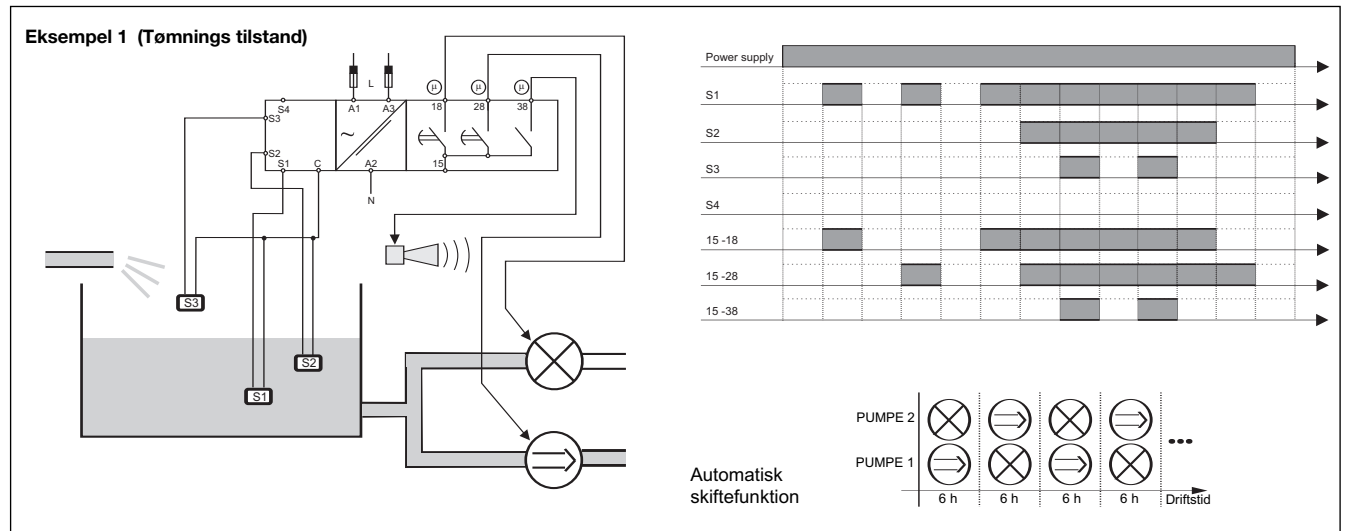 Eksempel 1 (Tømnings tilstand)
L
S4
S3
S2
S1
C
A1
A3
~
A2
N
µ
µ
µ
18
28
38
15
S3
S2
S1
Power supply
S1
S2
S3
S4
15 -18
15 -28
15 -38
PUMPE 2
PUMPE 1
6 h 6 h 6 h 6 h Driftstid
Automatisk
skiftefunktion